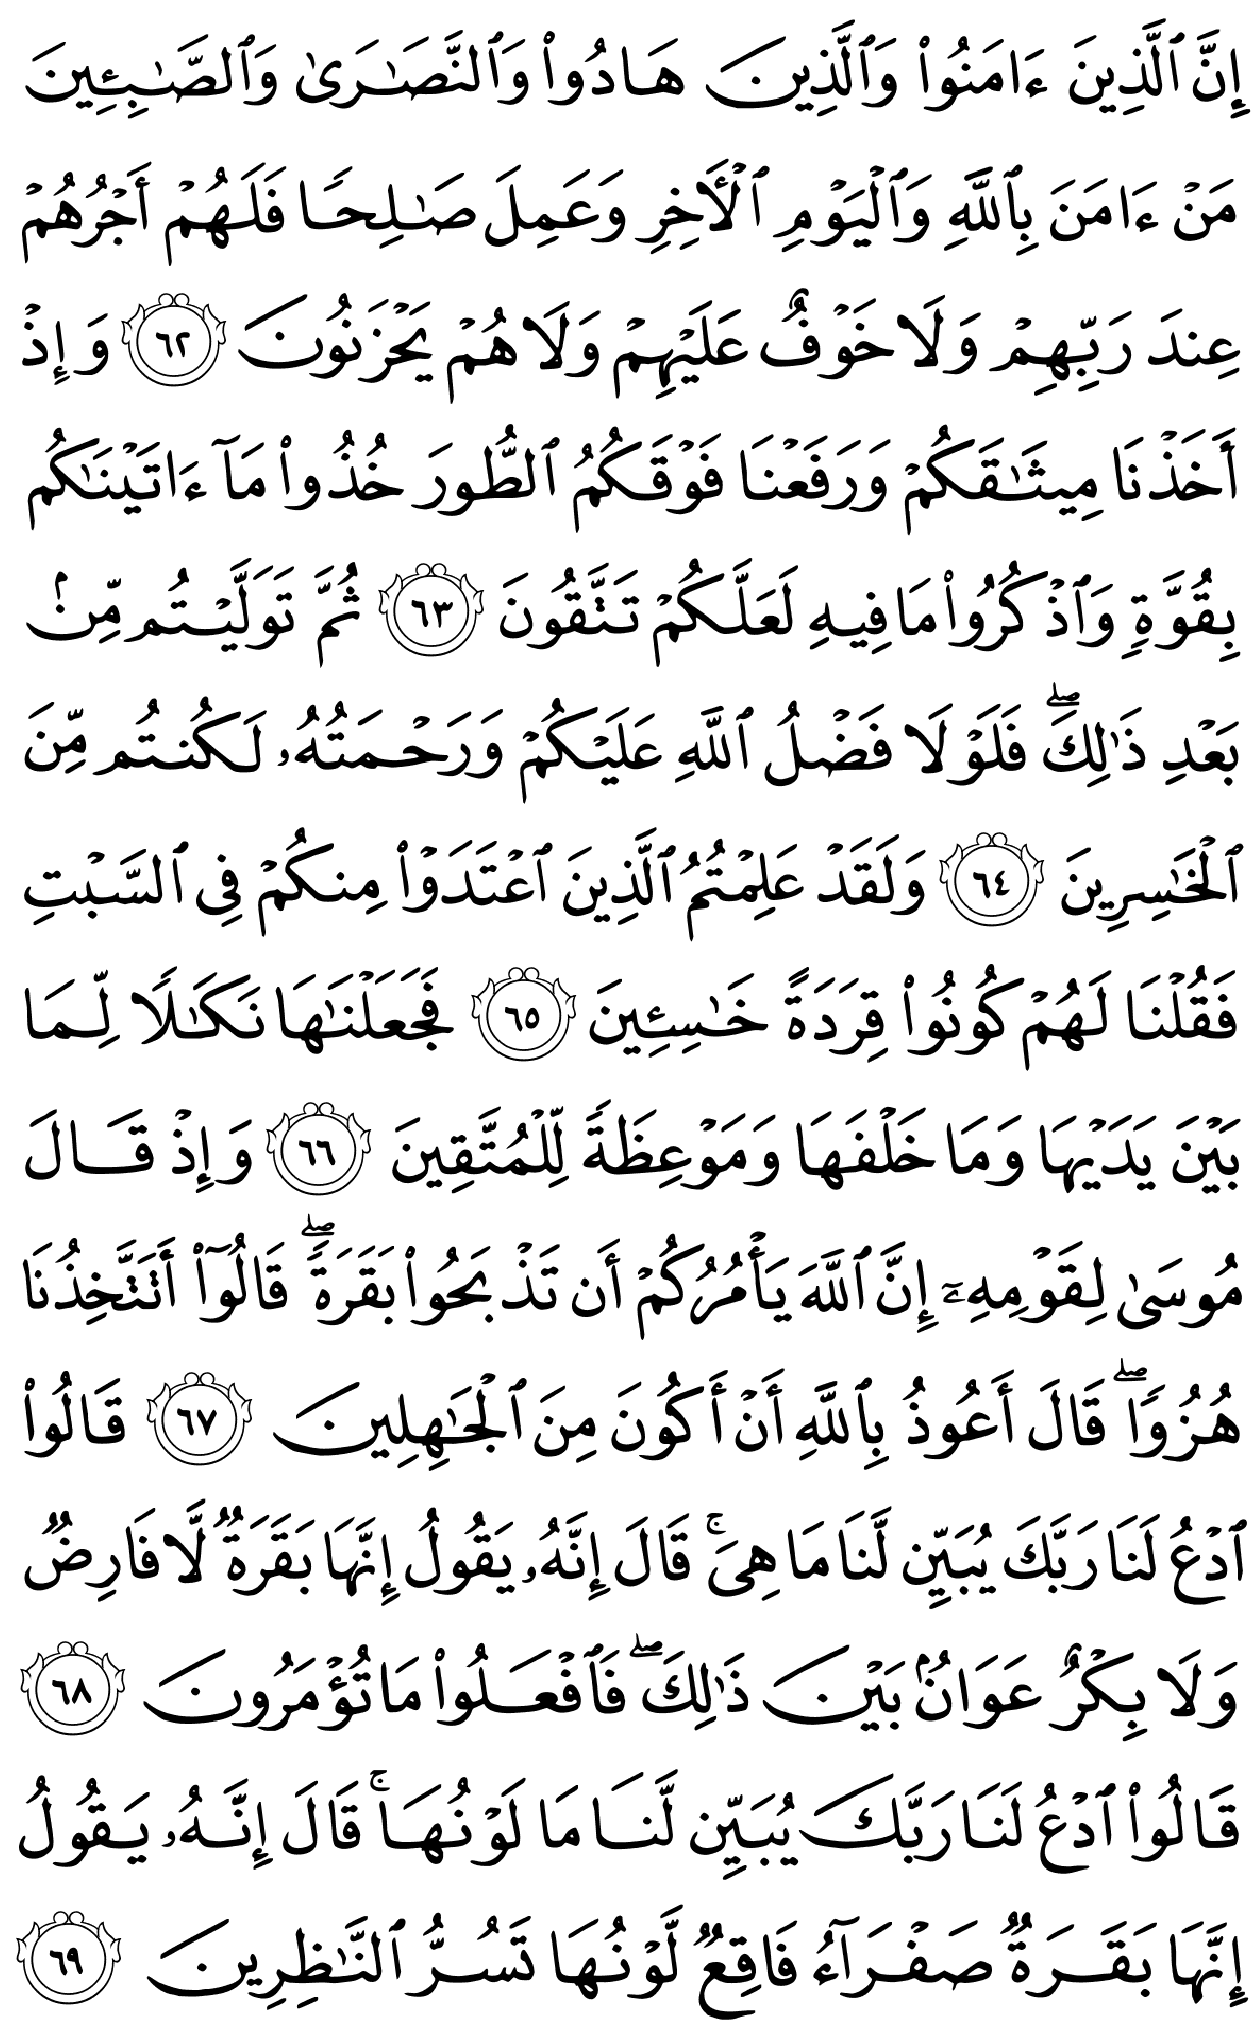 إِنَّ ٱلَّذِينَ ءَامَنُوا۟ وَٱلَّذِينَ هَادُوا۟ وَٱلنَّصَـٰرَىٰ وَٱلصَّـٰبِـِٔينَ
مَنْ ءَامَنَ بِٱللَّهِ وَٱلْيَوْمِ ٱلْـَٔاخِرِ وَعَمِلَ صَـٰلِحًا فَلَهُمْ أَجْرُهُمْ
عِندَ رَبِّهِمْ وَلَا خَوْفٌ عَلَيْهِمْ وَلَا هُمْ يَحْزَنُونَ ٦٢ وَإِذْ
أَخَذْنَا مِيثَـٰقَكُمْ وَرَفَعْنَا فَوْقَكُمُ ٱلطُّورَ خُذُوا۟ مَآ ءَاتَيْنَـٰكُم
بِقُوَّةٍ وَٱذْكُرُوا۟ مَا فِيهِ لَعَلَّكُمْ تَتَّقُونَ ٦٣ ثُمَّ تَوَلَّيْتُم مِّنۢ
بَعْدِ ذَٰلِكَ ۖ فَلَوْلَا فَضْلُ ٱللَّهِ عَلَيْكُمْ وَرَحْمَتُهُۥ لَكُنتُم مِّنَ
ٱلْخَـٰسِرِينَ ٦٤ وَلَقَدْ عَلِمْتُمُ ٱلَّذِينَ ٱعْتَدَوْا۟ مِنكُمْ فِى ٱلسَّبْتِ
فَقُلْنَا لَهُمْ كُونُوا۟ قِرَدَةً خَـٰسِـِٔينَ ٦٥ فَجَعَلْنَـٰهَا نَكَـٰلًا لِّمَا
بَيْنَ يَدَيْهَا وَمَا خَلْفَهَا وَمَوْعِظَةً لِّلْمُتَّقِينَ ٦٦ وَإِذْ قَالَ
مُوسَىٰ لِقَوْمِهِۦٓ إِنَّ ٱللَّهَ يَأْمُرُكُمْ أَن تَذْبَحُوا۟ بَقَرَةً ۖ قَالُوٓا۟ أَتَتَّخِذُنَا
هُزُوًا ۖ قَالَ أَعُوذُ بِٱللَّهِ أَنْ أَكُونَ مِنَ ٱلْجَـٰهِلِينَ ٦٧ قَالُوا۟
ٱدْعُ لَنَا رَبَّكَ يُبَيِّن لَّنَا مَا هِىَ ۚ قَالَ إِنَّهُۥ يَقُولُ إِنَّهَا بَقَرَةٌ لَّا فَارِضٌ
وَلَا بِكْرٌ عَوَانٌۢ بَيْنَ ذَٰلِكَ ۖ فَٱفْعَلُوا۟ مَا تُؤْمَرُونَ ٦٨
قَالُوا۟ ٱدْعُ لَنَا رَبَّكَ يُبَيِّن لَّنَا مَا لَوْنُهَا ۚ قَالَ إِنَّهُۥ يَقُولُ
إِنَّهَا بَقَرَةٌ صَفْرَآءُ فَاقِعٌ لَّوْنُهَا تَسُرُّ ٱلنَّـٰظِرِينَ ٦٩